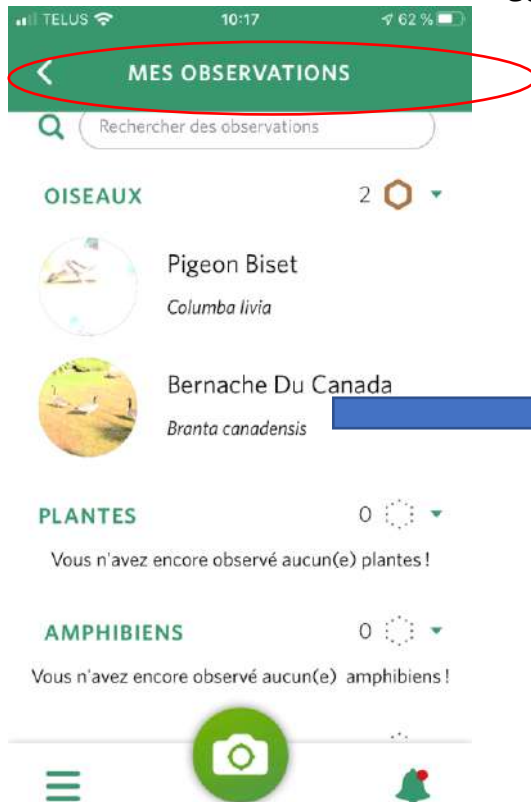 TELUS 10:17 62 %
MES OBSERVATIONS
Rechercher des observations
OISEAUX 2
Pigeon Biset
Columba livia
Bernache Du Canada
Branta canadensis
PLANTES 0
Vous n'avez encore observé aucun(e) plantes !
AMPHIBIENS 0
Vous n'avez encore observé aucun(e) amphibiens !